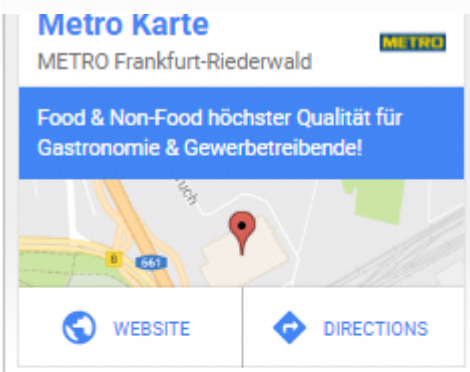 Metro Karte
METRO
METRO Frankfurt-Riederwald
Food & Non-Food höchster Qualität für
Gastronomie & Gewerbetreibende!
B 661
WEBSITE
DIRECTIONS